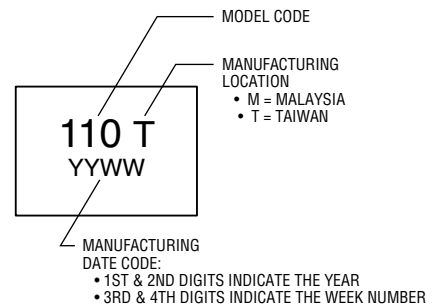 MODEL CODE
MANUFACTURING
LOCATION
• M = MALAYSIA
• T = TAIWAN
110 T
YYWW
MANUFACTURING
DATE CODE:
• 1ST & 2ND DIGITS INDICATE THE YEAR
• 3RD & 4TH DIGITS INDICATE THE WEEK NUMBER